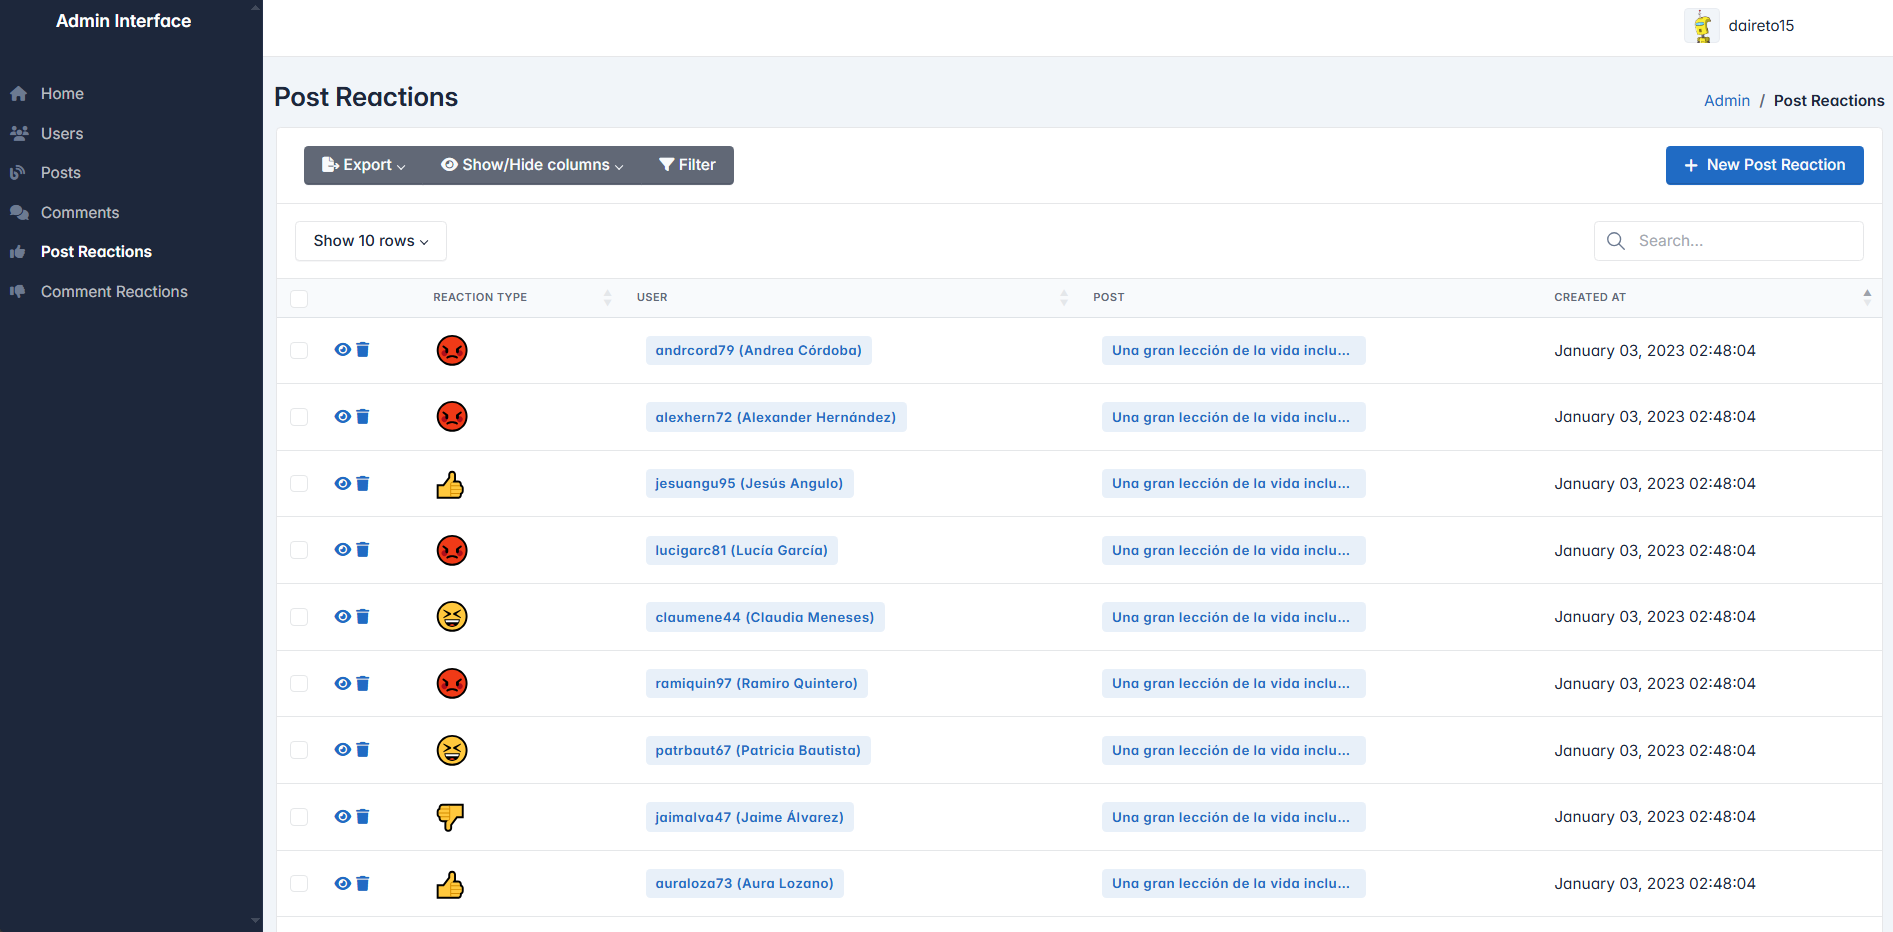 Admin Interface
daireto15
Home
Users
Posts
Comments
Post Reactions
Comment Reactions
Post Reactions
Admin / Post Reactions
Export
Show/Hide columns
Filter
New Post Reaction
Show 10 rows
Search...
REACTION TYPE USER POST CREATED AT
andrcord79 (Andrea Córdoba) Una gran lección de la vida inclu... January 03, 2023 02:48:04
alexhern72 (Alexander Hernández) Una gran lección de la vida inclu... January 03, 2023 02:48:04
jesuangu95 (Jesús Angulo) Una gran lección de la vida inclu... January 03, 2023 02:48:04
lucigarc81 (Lucía García) Una gran lección de la vida inclu... January 03, 2023 02:48:04
claumene44 (Claudia Meneses) Una gran lección de la vida inclu... January 03, 2023 02:48:04
ramiquin97 (Ramiro Quintero) Una gran lección de la vida inclu... January 03, 2023 02:48:04
patrbaut67 (Patricia Bautista) Una gran lección de la vida inclu... January 03, 2023 02:48:04
jaimalva47 (Jaime Álvarez) Una gran lección de la vida inclu... January 03, 2023 02:48:04
auraloza73 (Aura Lozano) Una gran lección de la vida inclu... January 03, 2023 02:48:04